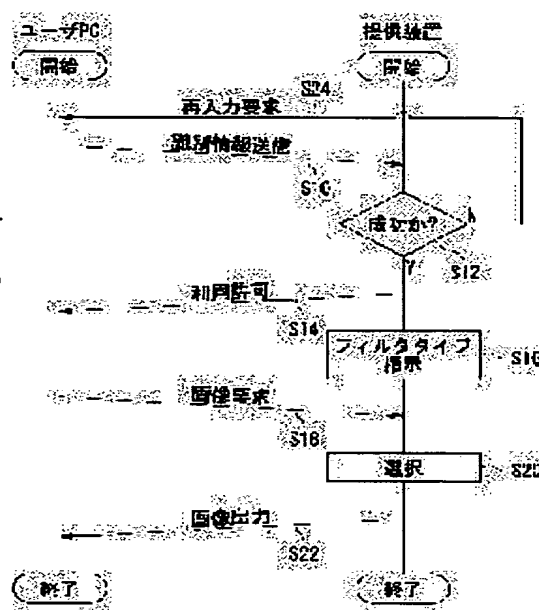 ユーザPC
提供装置
開始
開始
S24
再入力要求
情報送信
S10
成功か?
N
S12
Y
利用許可
S14
フィルタタイプ
指示
S16
画像要求
S18
選択
S20
画像出力
S22
終了
終了